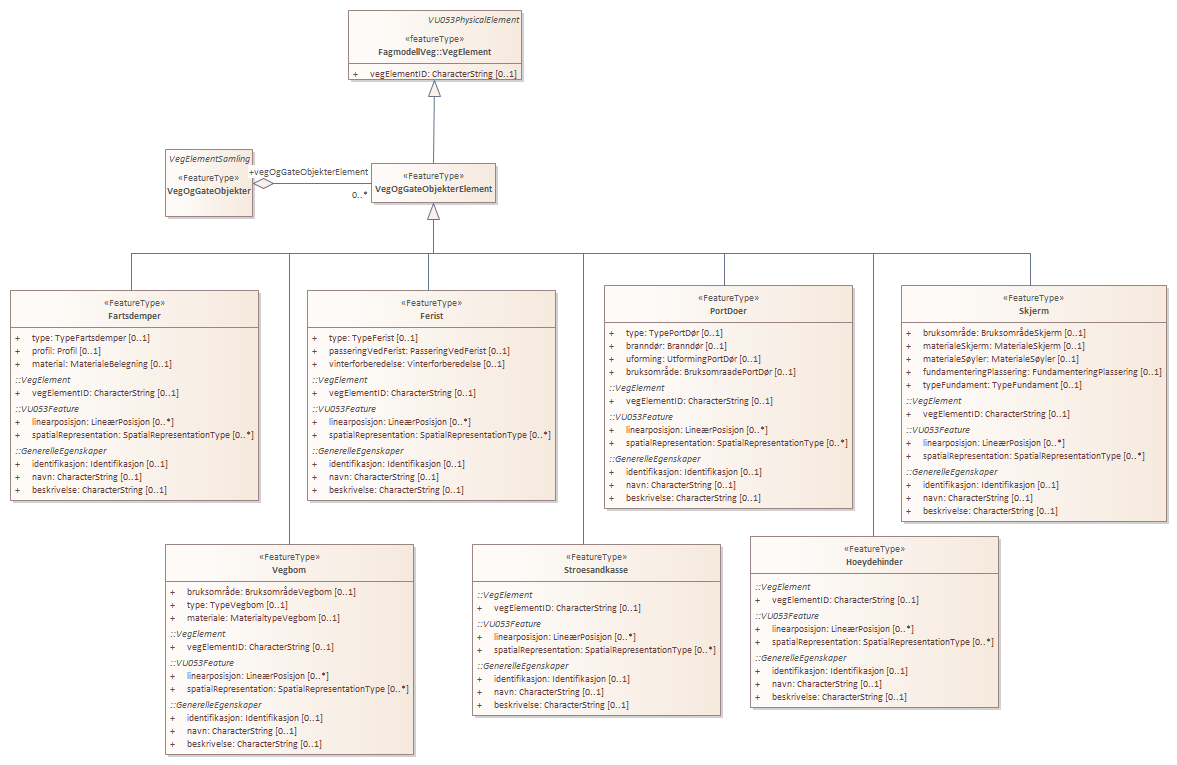 VU053PhysicalElement
«featureType»
FagmodellVeg::VegElement
+ vegElementID: CharacterString [0..1]
VegElementSamling
«FeatureType»
VegOgGateObjekter
+vegOgGateObjekterElement
0..*
«FeatureType»
VegOgGateObjekterElement
«FeatureType»
Fartsdemper
+ type: TypeFartsdemper [0..1]
+ profil: Profil [0..1]
+ material: MaterialeBelegning [0..1]
::VegElement
+ vegElementID: CharacterString [0..1]
::VU053Feature
+ linearposisjon: LineærPosisjon [0..*]
+ spatialRepresentation: SpatialRepresentationType [0..*]
::GenerelleEgenskaper
+ identifikasjon: Identifikasjon [0..1]
+ navn: CharacterString [0..1]
+ beskrivelse: CharacterString [0..1]
«FeatureType»
Ferist
+ type: TypeFerist [0..1]
+ passeringVedFerist: PasseringVedFerist [0..1]
+ vinterforberedelse: Vinterforberedelse [0..1]
::VegElement
+ vegElementID: CharacterString [0..1]
::VU053Feature
+ linearposisjon: LineærPosisjon [0..*]
+ spatialRepresentation: SpatialRepresentationType [0..*]
::GenerelleEgenskaper
+ identifikasjon: Identifikasjon [0..1]
+ navn: CharacterString [0..1]
+ beskrivelse: CharacterString [0..1]
«FeatureType»
PortDoer
+ type: TypePortDør [0..1]
+ branndør: Branndør [0..1]
+ uforming: UtformingPortDør [0..1]
+ bruksområde: BruksomraadePortDør [0..1]
::VegElement
+ vegElementID: CharacterString [0..1]
::VU053Feature
+ linearposisjon: LineærPosisjon [0..*]
+ spatialRepresentation: SpatialRepresentationType [0..*]
::GenerelleEgenskaper
+ identifikasjon: Identifikasjon [0..1]
+ navn: CharacterString [0..1]
+ beskrivelse: CharacterString [0..1]
«FeatureType»
Skjerm
+ bruksområde: BruksområdeSkjerm [0..1]
+ materialeSkjerm: MaterialeSkjerm [0..1]
+ materialeSøyler: MaterialeSøyler [0..1]
+ fundamenteringPlassering: FundamenteringPlassering [0..1]
+ typeFundament: TypeFundament [0..1]
::VegElement
+ vegElementID: CharacterString [0..1]
::VU053Feature
+ linearposisjon: LineærPosisjon [0..*]
+ spatialRepresentation: SpatialRepresentationType [0..*]
::GenerelleEgenskaper
+ identifikasjon: Identifikasjon [0..1]
+ navn: CharacterString [0..1]
+ beskrivelse: CharacterString [0..1]
«FeatureType»
Vegbom
+ bruksområde: BruksområdeVegbom [0..1]
+ type: TypeVegbom [0..1]
+ materiale: MaterialtypeVegbom [0..1]
::VegElement
+ vegElementID: CharacterString [0..1]
::VU053Feature
+ linearposisjon: LineærPosisjon [0..*]
+ spatialRepresentation: SpatialRepresentationType [0..*]
::GenerelleEgenskaper
+ identifikasjon: Identifikasjon [0..1]
+ navn: CharacterString [0..1]
+ beskrivelse: CharacterString [0..1]
«FeatureType»
Stroesandkasse
::VegElement
+ vegElementID: CharacterString [0..1]
::VU053Feature
+ linearposisjon: LineærPosisjon [0..*]
+ spatialRepresentation: SpatialRepresentationType [0..*]
::GenerelleEgenskaper
+ identifikasjon: Identifikasjon [0..1]
+ navn: CharacterString [0..1]
+ beskrivelse: CharacterString [0..1]
«FeatureType»
Hoeydehinder
::VegElement
+ vegElementID: CharacterString [0..1]
::VU053Feature
+ linearposisjon: LineærPosisjon [0..*]
+ spatialRepresentation: SpatialRepresentationType [0..*]
::GenerelleEgenskaper
+ identifikasjon: Identifikasjon [0..1]
+ navn: CharacterString [0..1]
+ beskrivelse: CharacterString [0..1]